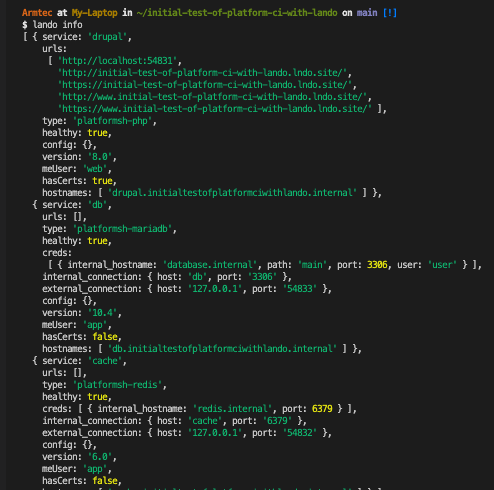 Armtec at My-Laptop in ~/initial-test-of-platform-ci-with-lando on main [!]
$ lando info
[ { service: 'drupal',
urls:
[ 'http://localhost:54831',
'http://initial-test-of-platform-ci-with-lando.lndo.site/',
'https://initial-test-of-platform-ci-with-lando.lndo.site/',
'http://www.initial-test-of-platform-ci-with-lando.lndo.site/',
'https://www.initial-test-of-platform-ci-with-lando.lndo.site/' ],
type: 'platformsh-php',
healthy: true,
config: {},
version: '8.0',
meUser: 'web',
hasCerts: true,
hostnames: [ 'drupal.initialtestofplatformciwithlando.internal' ] },
{ service: 'db',
urls: [],
type: 'platformsh-mariadb',
healthy: true,
creds:
[ { internal_hostname: 'database.internal', path: 'main', port: 3306, user: 'user' } ],
internal_connection: { host: 'db', port: '3306' },
external_connection: { host: '127.0.0.1', port: '54833' },
config: {},
version: '10.4',
meUser: 'app',
hasCerts: false,
hostnames: [ 'db.initialtestofplatformciwithlando.internal' ] },
{ service: 'cache',
urls: [],
type: 'platformsh-redis',
healthy: true,
creds: [ { internal_hostname: 'redis.internal', port: 6379 } ],
internal_connection: { host: 'cache', port: '6379' },
external_connection: { host: '127.0.0.1', port: '54832' },
config: {},
version: '6.0',
meUser: 'app',
hasCerts: false,